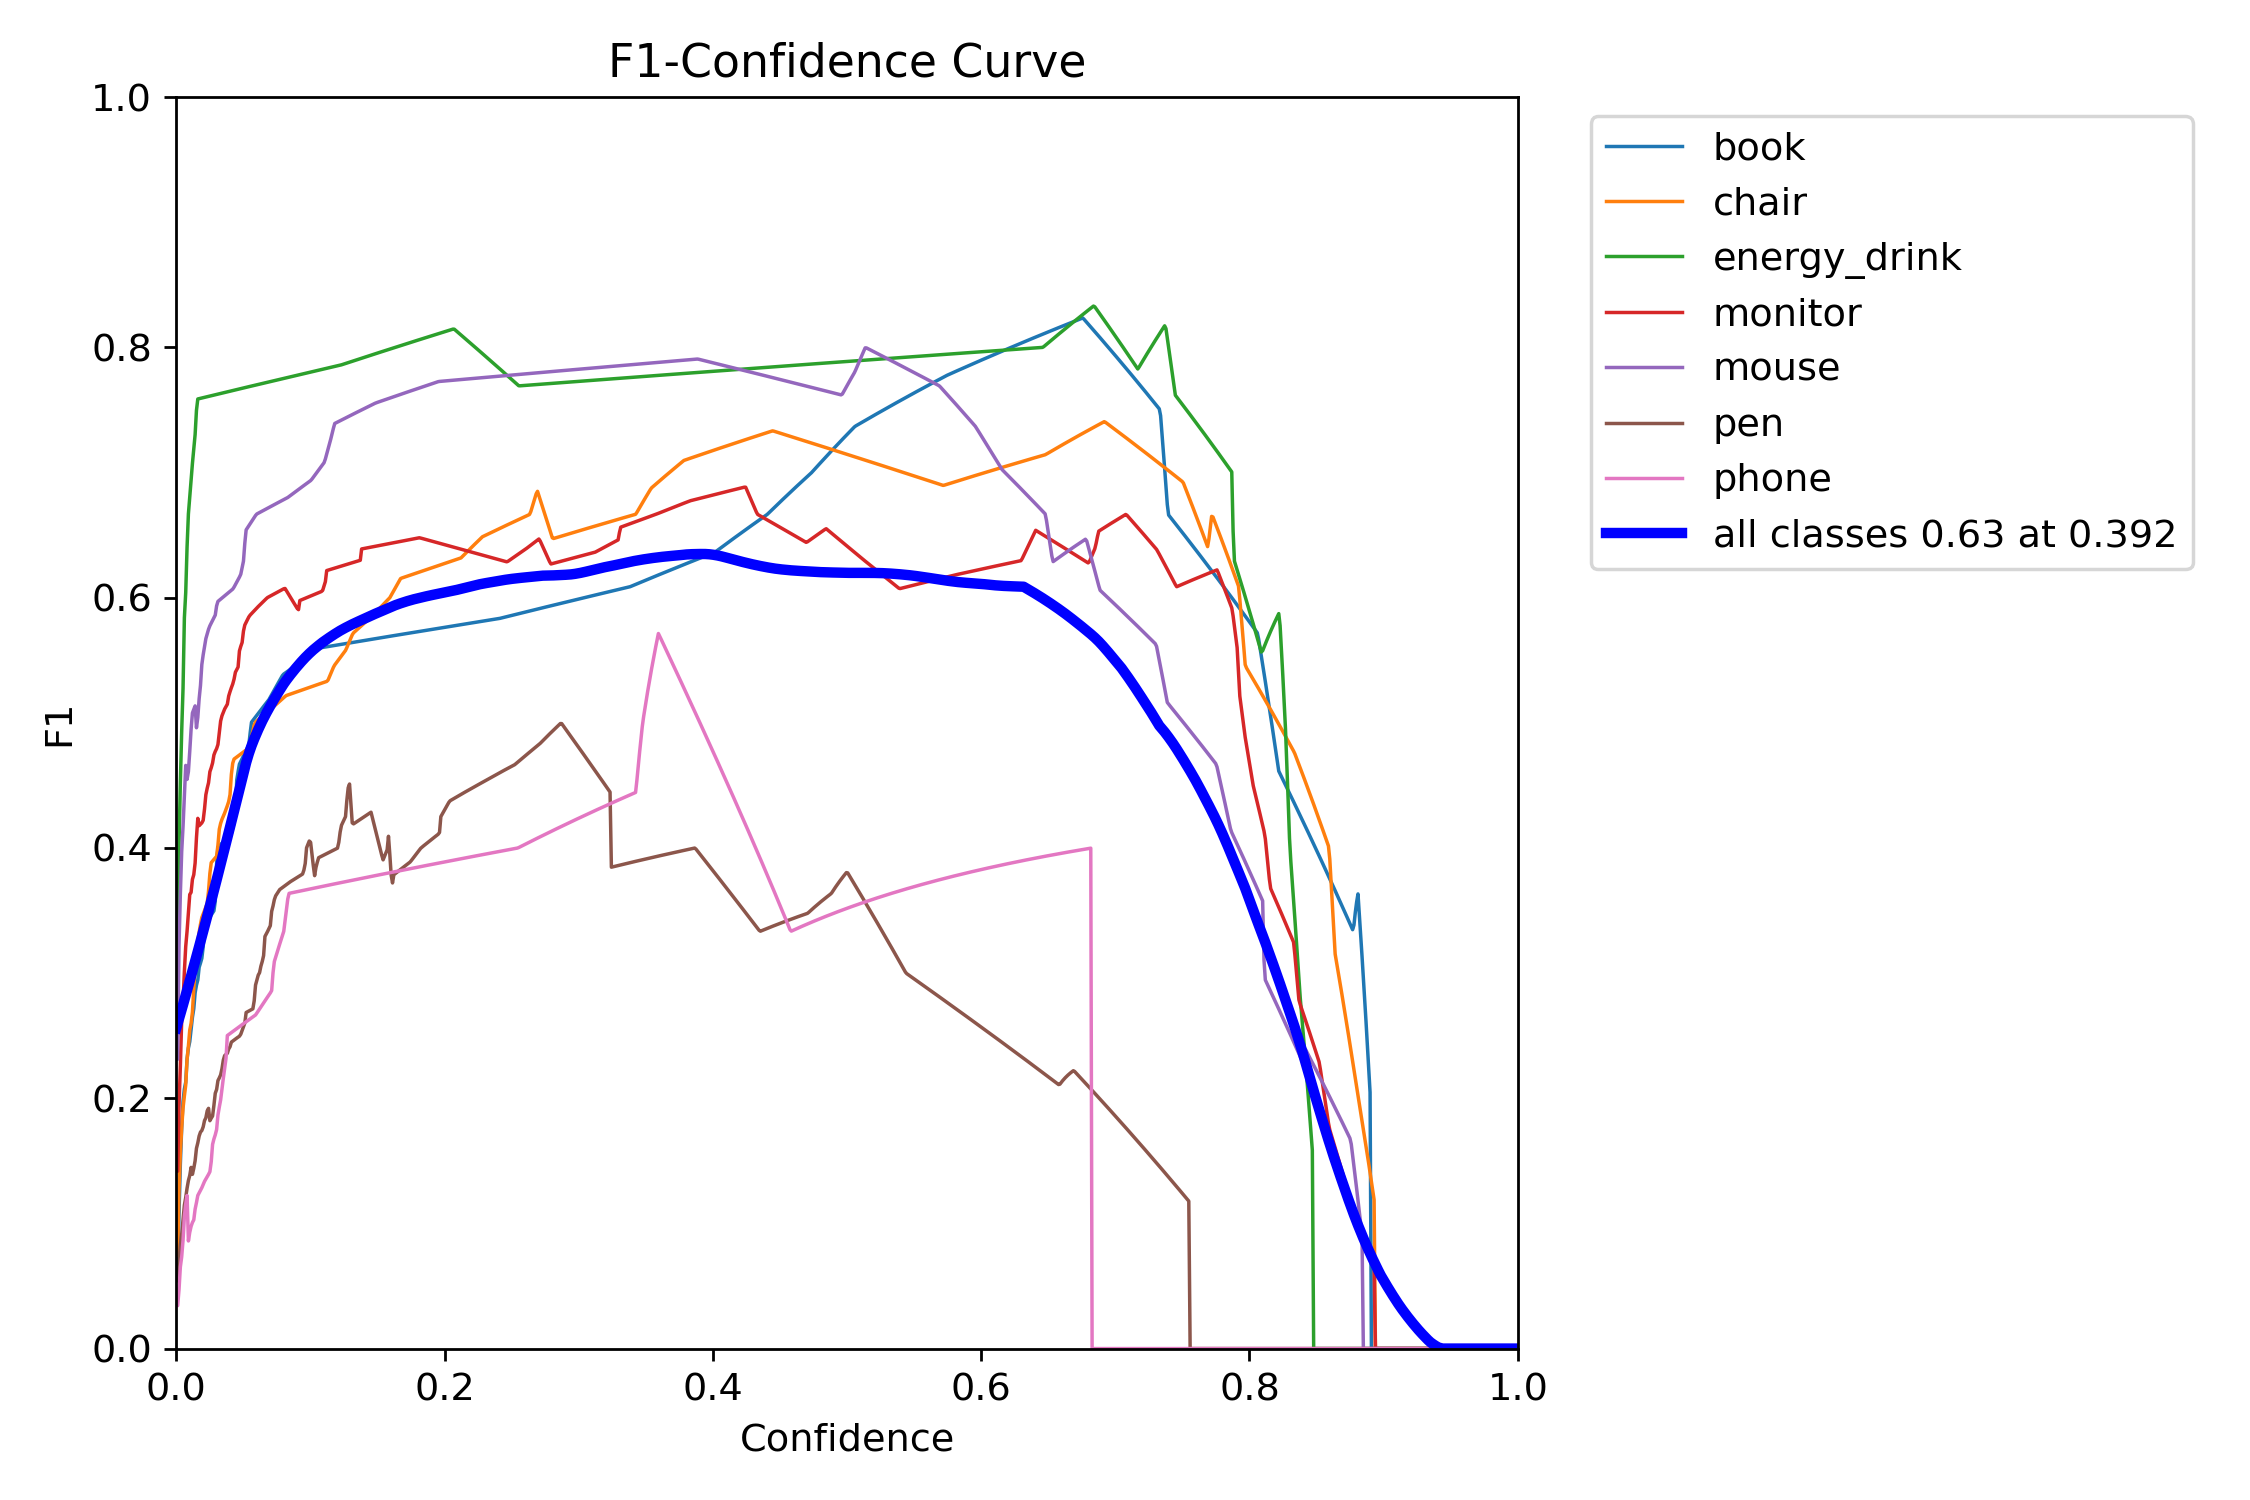 F1-Confidence Curve
1.0
0.8
0.6
0.4
0.2
0.0
F1
0.0 0.2 0.4 0.6 0.8 1.0
Confidence
book
chair
energy_drink
monitor
mouse
pen
phone
all classes 0.63 at 0.392